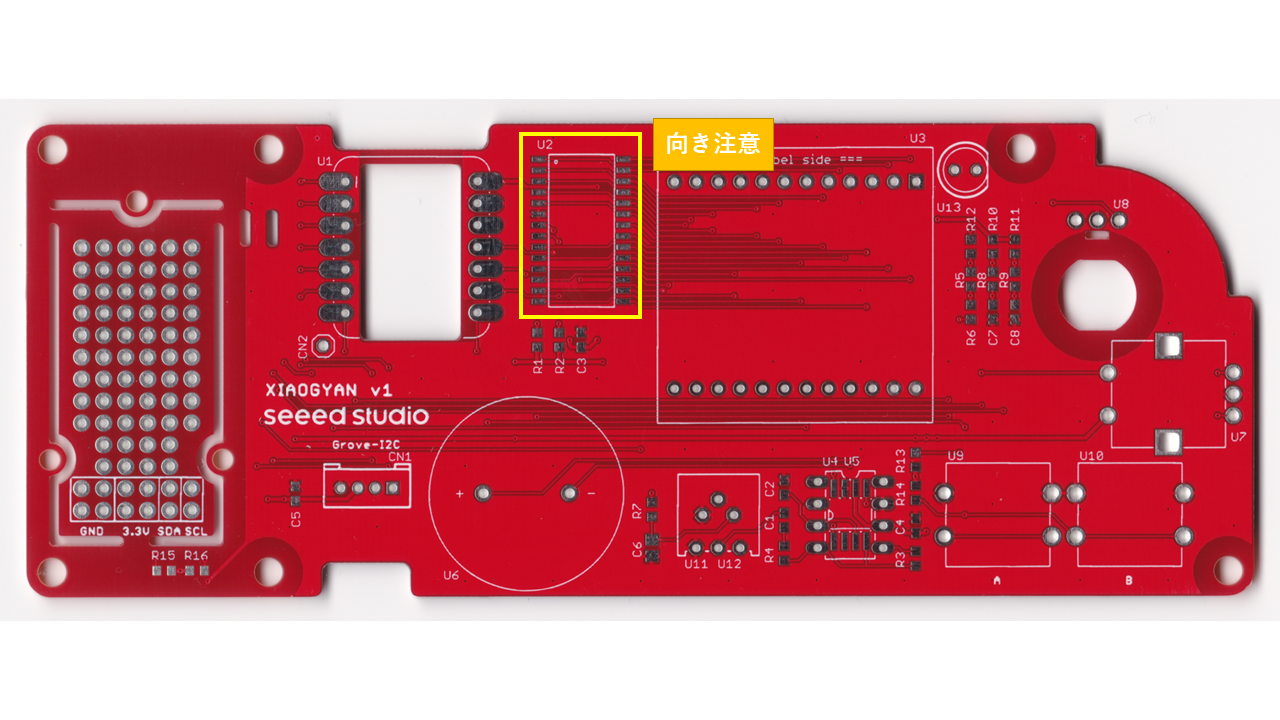 向き注意
U2
U3
bel side ===
U1
U13
R12
R10
R11
U8
R5
R8
R9
R6
C7
C8
CN2
R1
R2
C3
XIAOGYAN v1
seeed studio
Grove-I2C
CN1
U7
U4 U5
R13
U9
U10
+
-
C5
R7
C2
R14
C1
C4
GND 3.3V SDA SCL
R15 R16
C6
R4
R3
U6
U11 U12
A
B